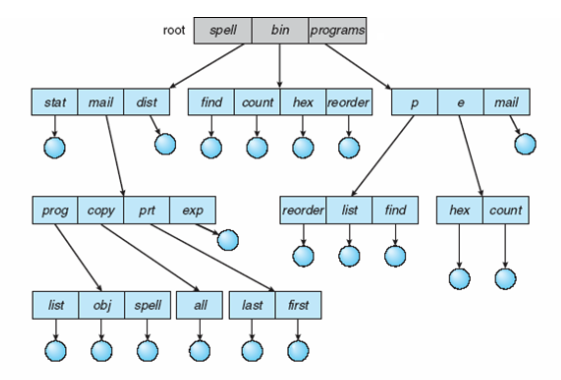 root spell bin programs
stat mail dist find count hex reorder p e mail
prog copy prt exp reorder list find hex count
list obj spell all last first